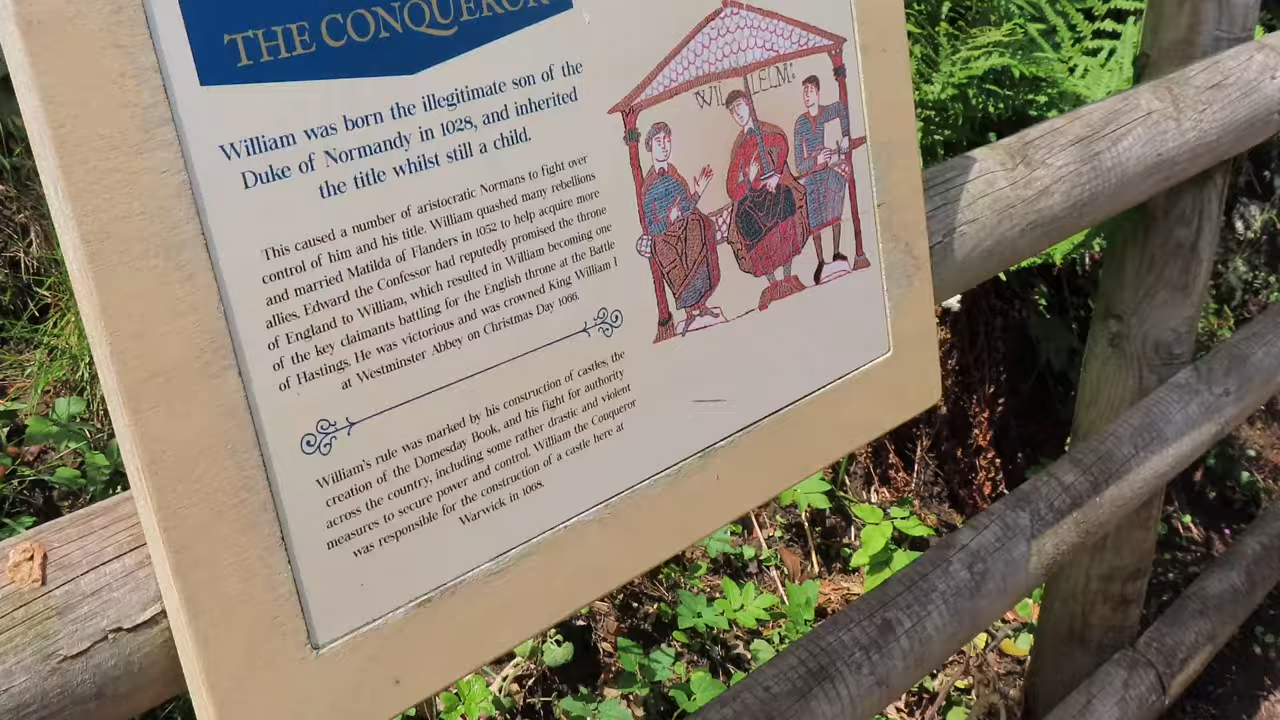 THE CONQUEROR
William was born the illegitimate son of the
Duke of Normandy in 1028, and inherited
the title whilst still a child.
This caused a number of aristocratic Normans to fight over
control of him and his title. William quashed many rebellions
and married Matilda of Flanders in 1052 to help acquire more
allies. Edward the Confessor had reputedly promised the throne
of England to William, which resulted in William becoming one
of the key claimants battling for the English throne at the Battle
of Hastings. He was victorious and was crowned King William I
at Westminster Abbey on Christmas Day 1066.
William's rule was marked by his construction of castles, the
creation of the Domesday Book, and his fight for authority
across the country, including some rather drastic and violent
measures to secure power and control. William the Conqueror
was responsible for the construction of a castle here at
Warwick in 1068.
WILLELM: